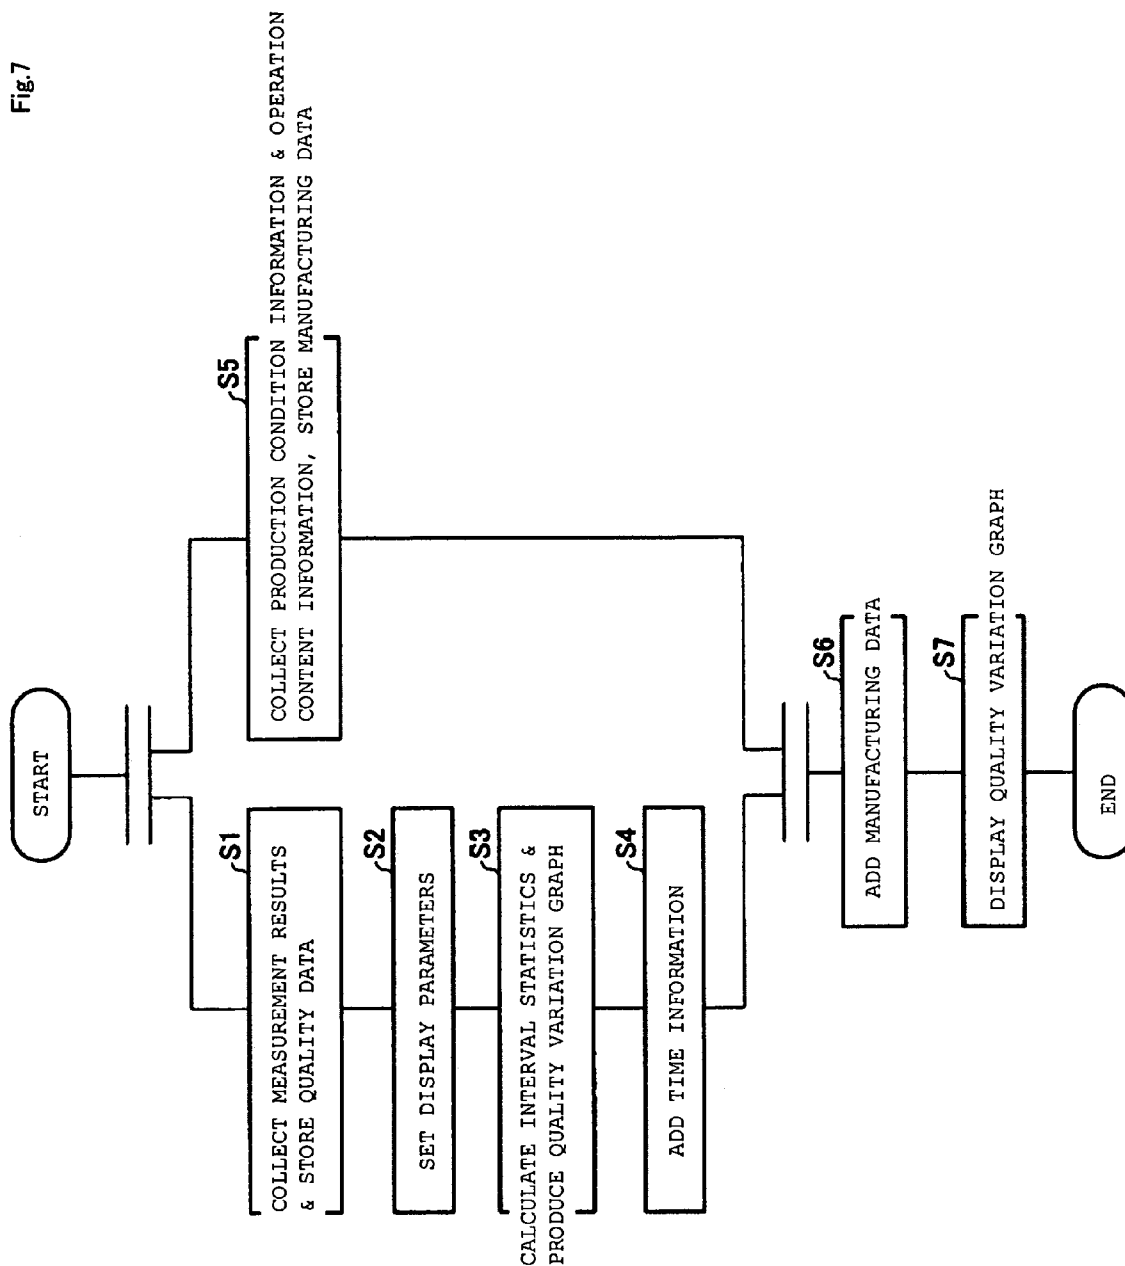 Fig.7
START
S1
COLLECT MEASUREMENT RESULTS
& STORE QUALITY DATA
S2
SET DISPLAY PARAMETERS
S3
CALCULATE INTERVAL STATISTICS &
PRODUCE QUALITY VARIATION GRAPH
S4
ADD TIME INFORMATION
S5
COLLECT PRODUCTION CONDITION INFORMATION & OPERATION
CONTENT INFORMATION, STORE MANUFACTURING DATA
S6
ADD MANUFACTURING DATA
S7
DISPLAY QUALITY VARIATION GRAPH
END